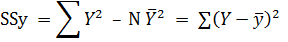 SSy = ∑ Y² – N Ȳ² = ∑(Y − ȳ)²